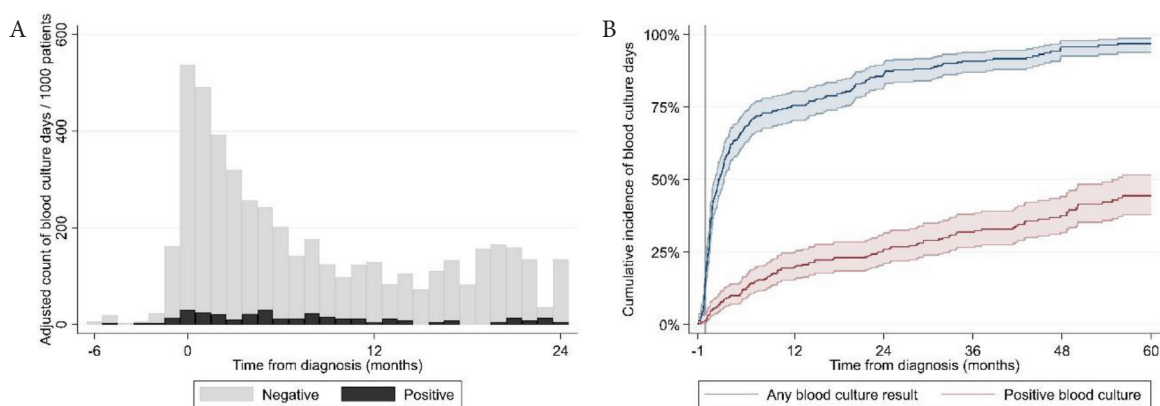 A
Adjusted count of blood culture days / 1000 patients
600
400
200
0
-6
0
12
24
Time from diagnosis (months)
Negative
Positive
B
Cumulative incidence of blood culture days
100%
75%
50%
25%
0%
-1
12
24
36
48
60
Time from diagnosis (months)
Any blood culture result
Positive blood culture